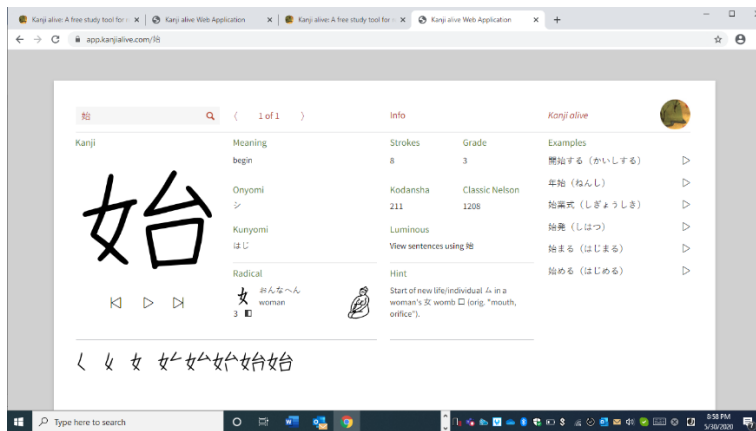 Kanji alive: A free study tool for
Kanji alive Web Application
Kanji alive: A free study tool for
Kanji alive Web Application
app.kanjialive.com/始
始
1 of 1
Info
Kanji alive
Kanji
Meaning
Strokes
Grade
Examples
begin
8
3
開始する（かいしする）
始
Onyomi
Kodansha
Classic Nelson
年始（ねんし）
シ
211
1208
始業式（しぎょうしき）
Kunyomi
Luminous
始発（しはつ）
はじ
View sentences using 始
始まる（はじまる）
Radical
Hint
始める（はじめる）
女
おんなへん
woman
3
Start of new life/individual ム in a
woman's 女 womb 口 (orig. "mouth,
orifice").
Type here to search
8:58 PM
5/30/2020